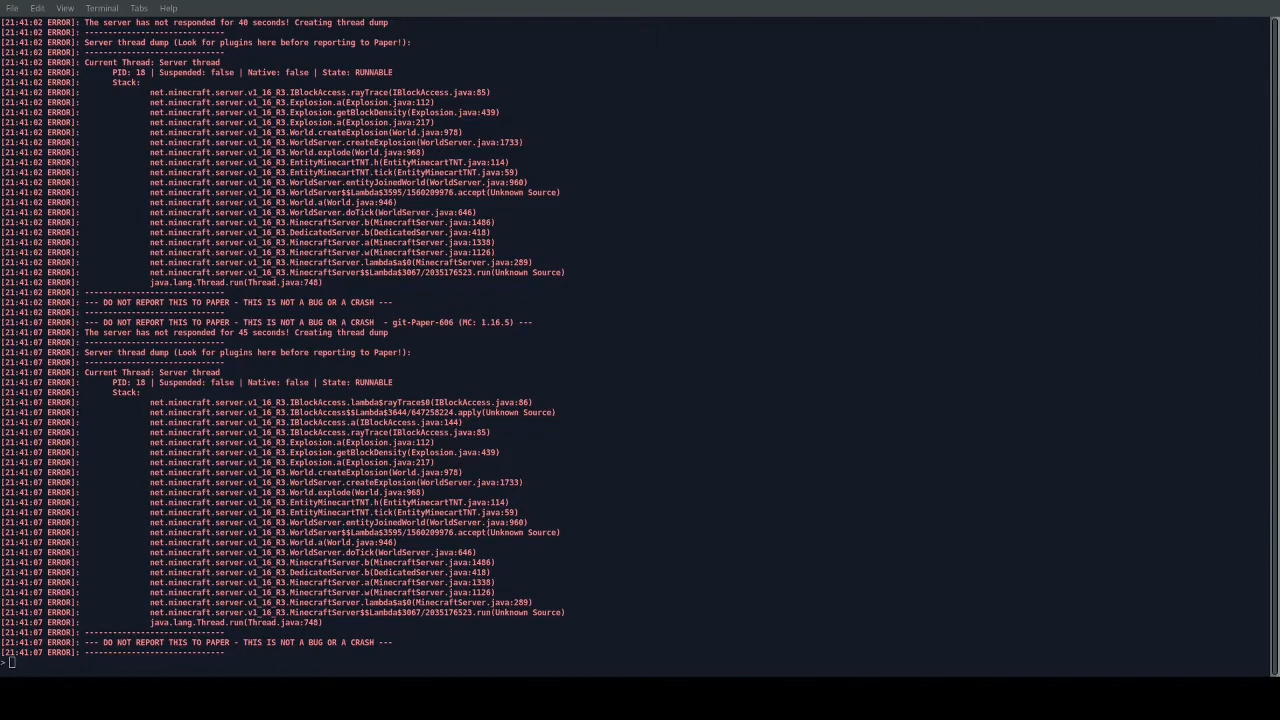 File Edit View Terminal Tabs Help
[21:41:02 ERROR]: The server has not responded for 40 seconds! Creating thread dump
[21:41:02 ERROR]: ------------------------------
[21:41:02 ERROR]: Server thread dump (Look for plugins here before reporting to Paper!):
[21:41:02 ERROR]: ------------------------------
[21:41:02 ERROR]: Current Thread: Server thread
[21:41:02 ERROR]: PID: 18 | Suspended: false | Native: false | State: RUNNABLE
[21:41:02 ERROR]: Stack:
[21:41:02 ERROR]: net.minecraft.server.v1_16_R3.IBlockAccess.rayTrace(IBlockAccess.java:85)
[21:41:02 ERROR]: net.minecraft.server.v1_16_R3.Explosion.a(Explosion.java:112)
[21:41:02 ERROR]: net.minecraft.server.v1_16_R3.Explosion.getBlockDensity(Explosion.java:439)
[21:41:02 ERROR]: net.minecraft.server.v1_16_R3.Explosion.a(Explosion.java:217)
[21:41:02 ERROR]: net.minecraft.server.v1_16_R3.World.createExplosion(World.java:978)
[21:41:02 ERROR]: net.minecraft.server.v1_16_R3.WorldServer.createExplosion(WorldServer.java:1733)
[21:41:02 ERROR]: net.minecraft.server.v1_16_R3.World.explode(World.java:968)
[21:41:02 ERROR]: net.minecraft.server.v1_16_R3.EntityMinecartTNT.h(EntityMinecartTNT.java:114)
[21:41:02 ERROR]: net.minecraft.server.v1_16_R3.EntityMinecartTNT.tick(EntityMinecartTNT.java:59)
[21:41:02 ERROR]: net.minecraft.server.v1_16_R3.WorldServer.entityJoinedWorld(WorldServer.java:960)
[21:41:02 ERROR]: net.minecraft.server.v1_16_R3.WorldServer$$Lambda$3595/1560209976.accept(Unknown Source)
[21:41:02 ERROR]: net.minecraft.server.v1_16_R3.World.a(World.java:946)
[21:41:02 ERROR]: net.minecraft.server.v1_16_R3.WorldServer.doTick(WorldServer.java:646)
[21:41:02 ERROR]: net.minecraft.server.v1_16_R3.MinecraftServer.b(MinecraftServer.java:1486)
[21:41:02 ERROR]: net.minecraft.server.v1_16_R3.DedicatedServer.b(DedicatedServer.java:418)
[21:41:02 ERROR]: net.minecraft.server.v1_16_R3.MinecraftServer.a(MinecraftServer.java:1338)
[21:41:02 ERROR]: net.minecraft.server.v1_16_R3.MinecraftServer.w(MinecraftServer.java:1126)
[21:41:02 ERROR]: net.minecraft.server.v1_16_R3.MinecraftServer.lambda$a$0(MinecraftServer.java:289)
[21:41:02 ERROR]: net.minecraft.server.v1_16_R3.MinecraftServer$$Lambda$3067/2035176523.run(Unknown Source)
[21:41:02 ERROR]: java.lang.Thread.run(Thread.java:748)
[21:41:02 ERROR]: ------------------------------
[21:41:02 ERROR]: --- DO NOT REPORT THIS TO PAPER - THIS IS NOT A BUG OR A CRASH ---
[21:41:02 ERROR]: ------------------------------
[21:41:07 ERROR]: --- DO NOT REPORT THIS TO PAPER - THIS IS NOT A BUG OR A CRASH - git-Paper-606 (MC: 1.16.5) ---
[21:41:07 ERROR]: The server has not responded for 45 seconds! Creating thread dump
[21:41:07 ERROR]: ------------------------------
[21:41:07 ERROR]: Server thread dump (Look for plugins here before reporting to Paper!):
[21:41:07 ERROR]: ------------------------------
[21:41:07 ERROR]: Current Thread: Server thread
[21:41:07 ERROR]: PID: 18 | Suspended: false | Native: false | State: RUNNABLE
[21:41:07 ERROR]: Stack:
[21:41:07 ERROR]: net.minecraft.server.v1_16_R3.IBlockAccess.lambda$rayTrace$0(IBlockAccess.java:86)
[21:41:07 ERROR]: net.minecraft.server.v1_16_R3.IBlockAccess$$Lambda$3644/647258224.apply(Unknown Source)
[21:41:07 ERROR]: net.minecraft.server.v1_16_R3.IBlockAccess.a(IBlockAccess.java:144)
[21:41:07 ERROR]: net.minecraft.server.v1_16_R3.IBlockAccess.rayTrace(IBlockAccess.java:85)
[21:41:07 ERROR]: net.minecraft.server.v1_16_R3.Explosion.a(Explosion.java:112)
[21:41:07 ERROR]: net.minecraft.server.v1_16_R3.Explosion.getBlockDensity(Explosion.java:439)
[21:41:07 ERROR]: net.minecraft.server.v1_16_R3.Explosion.a(Explosion.java:217)
[21:41:07 ERROR]: net.minecraft.server.v1_16_R3.World.createExplosion(World.java:978)
[21:41:07 ERROR]: net.minecraft.server.v1_16_R3.WorldServer.createExplosion(WorldServer.java:1733)
[21:41:07 ERROR]: net.minecraft.server.v1_16_R3.World.explode(World.java:968)
[21:41:07 ERROR]: net.minecraft.server.v1_16_R3.EntityMinecartTNT.h(EntityMinecartTNT.java:114)
[21:41:07 ERROR]: net.minecraft.server.v1_16_R3.EntityMinecartTNT.tick(EntityMinecartTNT.java:59)
[21:41:07 ERROR]: net.minecraft.server.v1_16_R3.WorldServer.entityJoinedWorld(WorldServer.java:960)
[21:41:07 ERROR]: net.minecraft.server.v1_16_R3.WorldServer$$Lambda$3595/1560209976.accept(Unknown Source)
[21:41:07 ERROR]: net.minecraft.server.v1_16_R3.World.a(World.java:946)
[21:41:07 ERROR]: net.minecraft.server.v1_16_R3.WorldServer.doTick(WorldServer.java:646)
[21:41:07 ERROR]: net.minecraft.server.v1_16_R3.MinecraftServer.b(MinecraftServer.java:1486)
[21:41:07 ERROR]: net.minecraft.server.v1_16_R3.DedicatedServer.b(DedicatedServer.java:418)
[21:41:07 ERROR]: net.minecraft.server.v1_16_R3.MinecraftServer.a(MinecraftServer.java:1338)
[21:41:07 ERROR]: net.minecraft.server.v1_16_R3.MinecraftServer.w(MinecraftServer.java:1126)
[21:41:07 ERROR]: net.minecraft.server.v1_16_R3.MinecraftServer.lambda$a$0(MinecraftServer.java:289)
[21:41:07 ERROR]: net.minecraft.server.v1_16_R3.MinecraftServer$$Lambda$3067/2035176523.run(Unknown Source)
[21:41:07 ERROR]: java.lang.Thread.run(Thread.java:748)
[21:41:07 ERROR]: ------------------------------
[21:41:07 ERROR]: --- DO NOT REPORT THIS TO PAPER - THIS IS NOT A BUG OR A CRASH ---
[21:41:07 ERROR]: ------------------------------
>